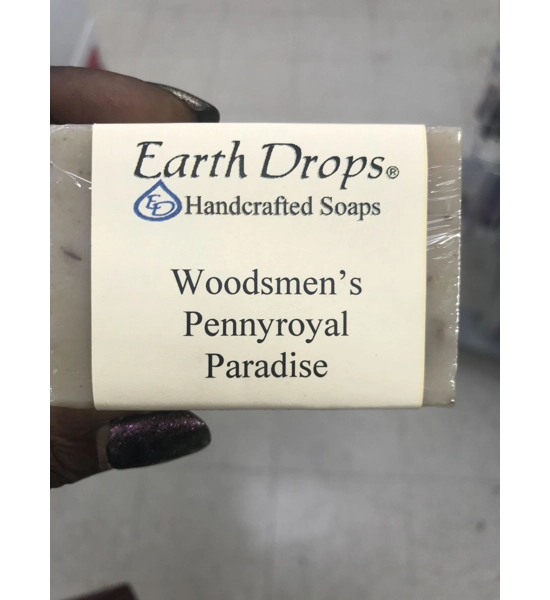 Earth Drops®
ED Handcrafted Soaps
Woodsmen's
Pennyroyal
Paradise